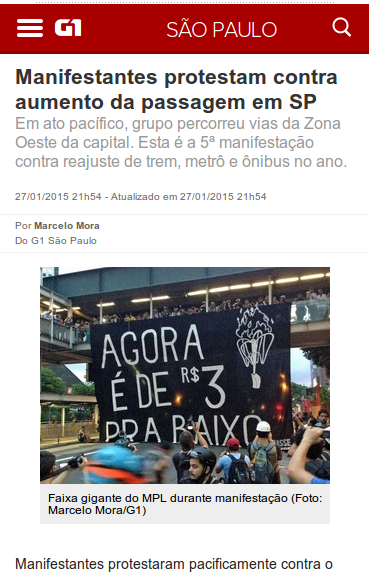 G1
SÃO PAULO
Manifestantes protestam contra
aumento da passagem em SP
Em ato pacífico, grupo percorreu vias da Zona
Oeste da capital. Esta é a 5ª manifestação
contra reajuste de trem, metrô e ônibus no ano.
27/01/2015 21h54 - Atualizado em 27/01/2015 21h54
Por Marcelo Mora
Do G1 São Paulo
AGORA
É DE R$ 3
PRA BAIXO
Faixa gigante do MPL durante manifestação (Foto:
Marcelo Mora/G1)
Manifestantes protestaram pacificamente contra o